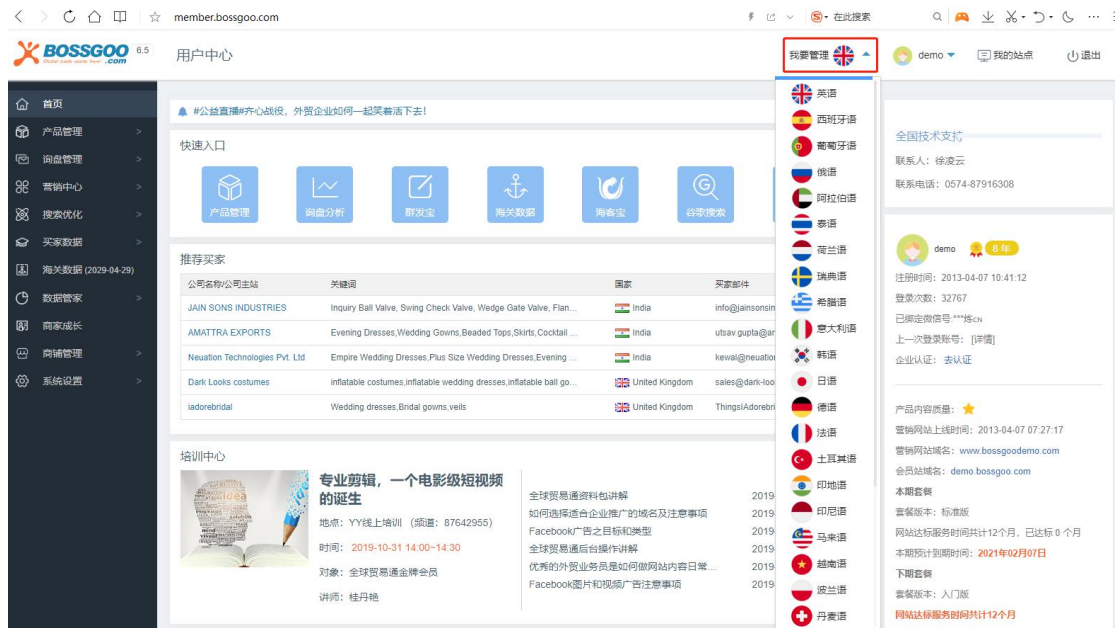 member.bossgoo.com
在此搜索
BOSSGOO 6.5
.com
用户中心
我要管理
demo
我的站点
退出
首页
产品管理
询盘管理
营销中心
搜索优化
买家数据
海关数据 (2029-04-29)
数据管家
商家成长
商铺管理
系统设置
#公益直播#齐心战役，外贸企业如何一起笑着活下去!
快速入口
产品管理
询盘分析
群发宝
海关数据
海客宝
谷歌搜索
推荐买家
公司名称/公司主站 关键词 国家 买家邮件
JAIN SONS INDUSTRIES Inquiry Ball Valve, Swing Check Valve, Wedge Gate Valve, Flan... India info@jainsonsin
AMATTRA EXPORTS Evening Dresses,Wedding Gowns,Beaded Tops,Skirts,Cocktail ... India utsav.gupta@ar
Neuation Technologies Pvt. Ltd Empire Wedding Dresses,Plus Size Wedding Dresses,Evening ... India kewal@neuation
Dark Looks costumes inflatable costumes,inflatable wedding dresses,inflatable ball go... United Kingdom sales@dark-loo
iadorebridal Wedding dresses,Bridal gowns,veils United Kingdom ThingsIAdorebri
培训中心
idea
专业剪辑，一个电影级短视频
的诞生
地点：YY线上培训 （频道：87642955）
时间：2019-10-31 14:00~14:30
对象：全球贸易通金牌会员
讲师：桂丹艳
全球贸易通资料包讲解 2019
如何选择适合企业推广的域名及注意事项 2019
Facebook广告之目标和类型 2019
全球贸易通后台操作讲解 2019
优秀的外贸业务员是如何做网站内容日常... 2019
Facebook图片和视频广告注意事项 2019
英语
西班牙语
葡萄牙语
俄语
阿拉伯语
泰语
荷兰语
瑞典语
希腊语
意大利语
韩语
日语
德语
法语
土耳其语
印地语
印尼语
马来语
越南语
波兰语
丹麦语
全国技术支持
联系人：徐凌云
联系电话：0574-87916308
demo 8 年
注册时间：2013-04-07 10:41:12
登录次数：32767
已绑定微信号:***炼CN
上一次登录账号： [详情]
企业认证： 去认证
产品内容质量：
营销网站上线时间：2013-04-07 07:27:17
营销网站域名：www.bossgoodemo.com
会员站域名：demo.bossgoo.com
本期套餐
套餐版本：标准版
网站达标服务时间共计12个月，已达标 0 个月
本期预计到期时间：2021年02月07日
下期套餐
套餐版本：入门版
网站达标服务时间共计12个月